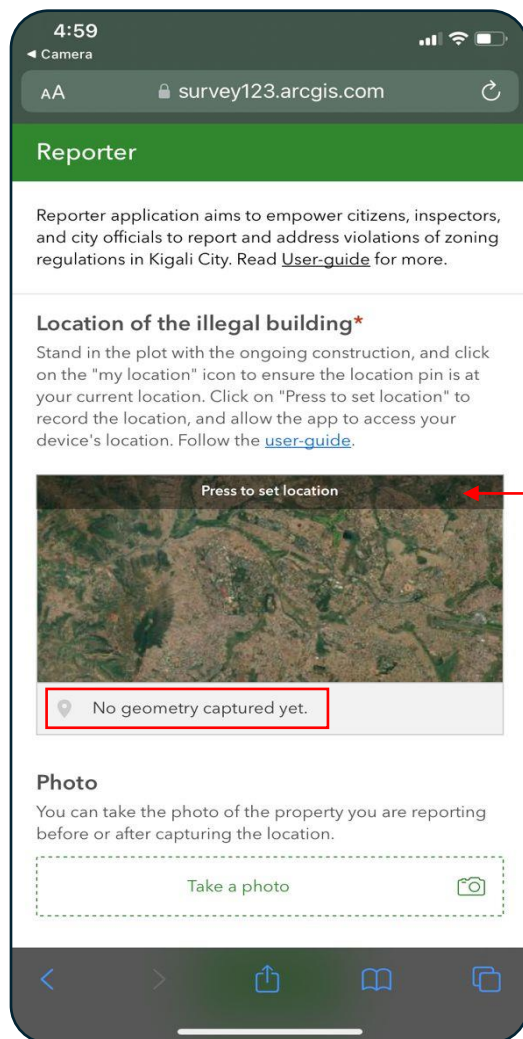 4:59
◀ Camera
AA survey123.arcgis.com
Reporter
Reporter application aims to empower citizens, inspectors,
and city officials to report and address violations of zoning
regulations in Kigali City. Read User-guide for more.
Location of the illegal building*
Stand in the plot with the ongoing construction, and click
on the "my location" icon to ensure the location pin is at
your current location. Click on "Press to set location" to
record the location, and allow the app to access your
device's location. Follow the user-guide.
Press to set location
No geometry captured yet.
Photo
You can take the photo of the property you are reporting
before or after capturing the location.
Take a photo